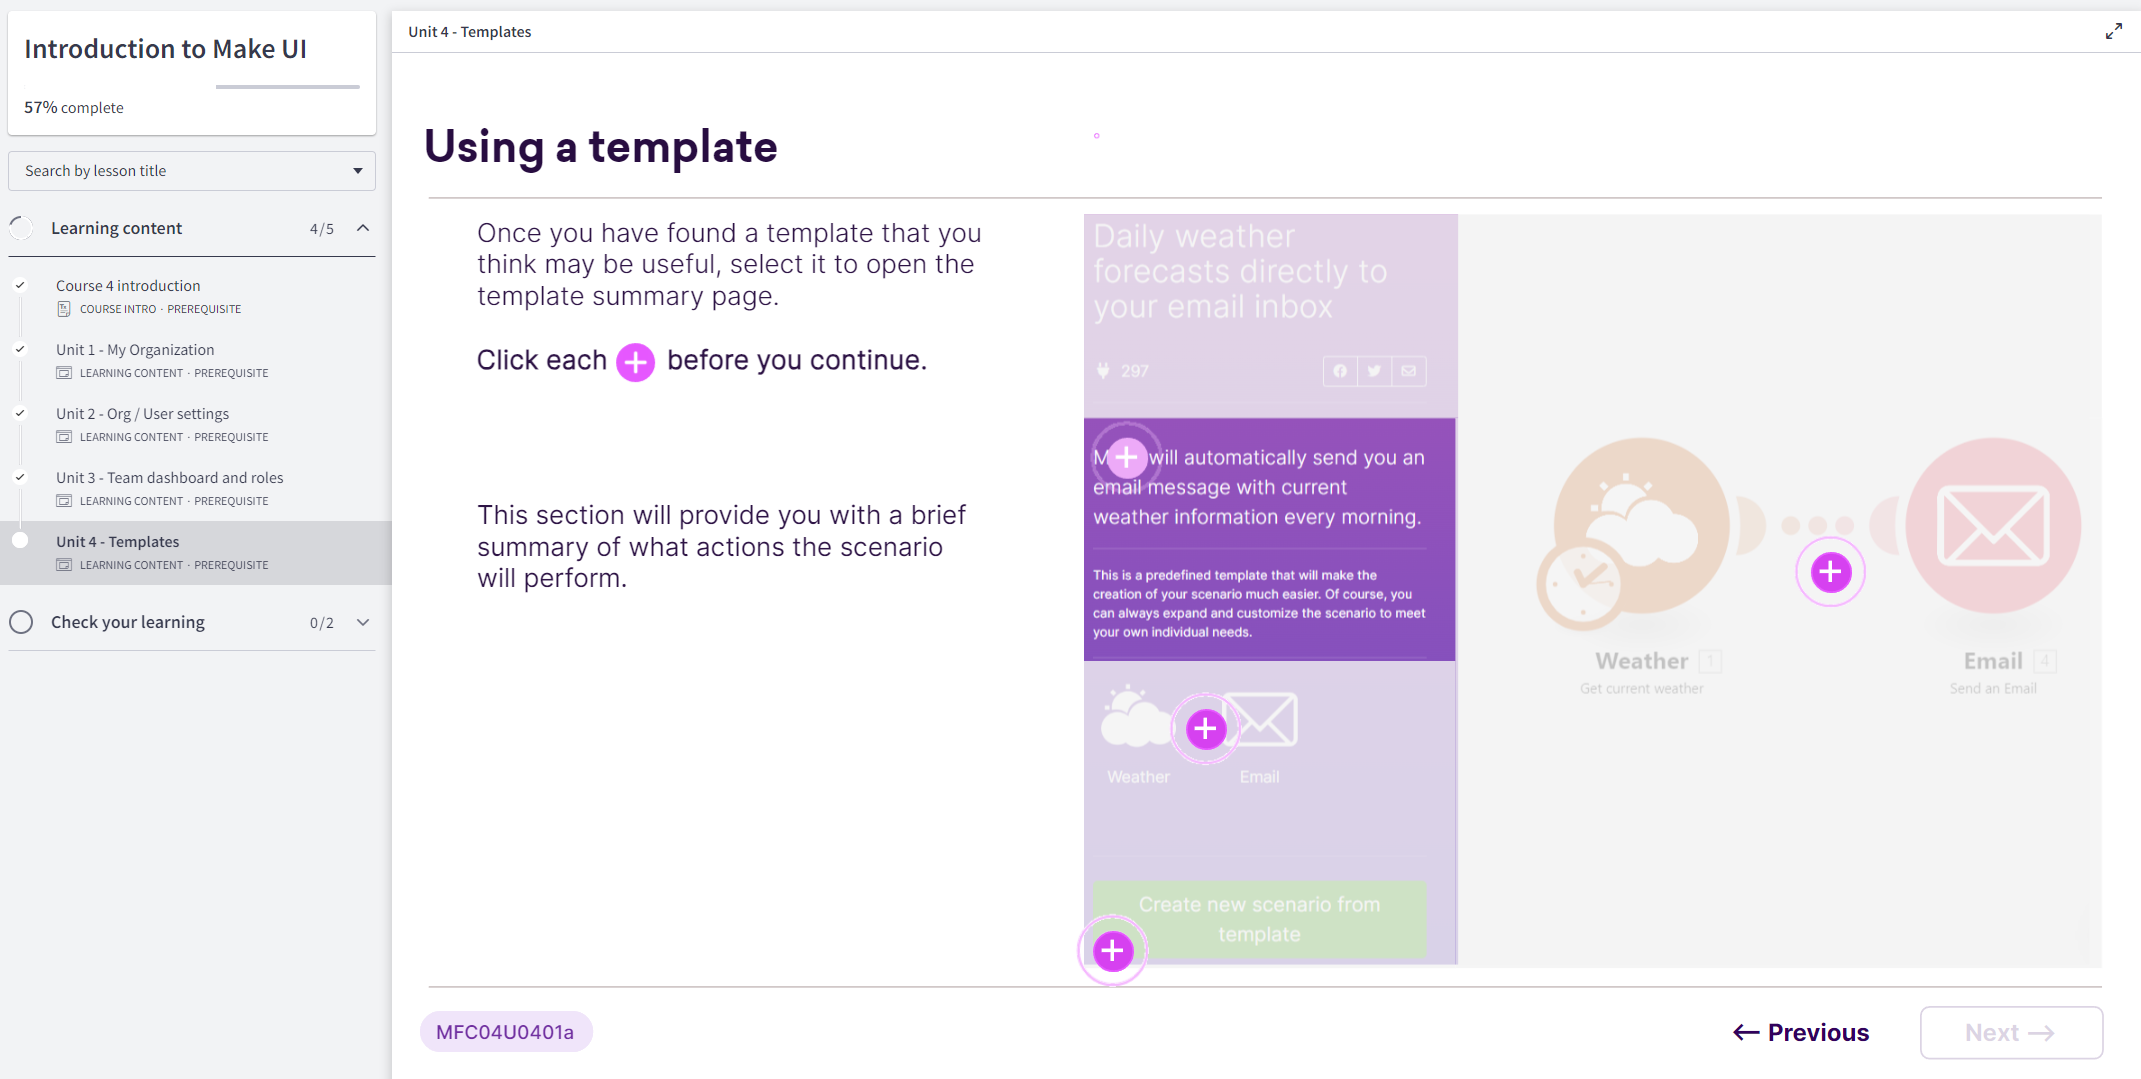 Introduction to Make UI
57% complete
Search by lesson title
Learning content 4/5
Course 4 introduction
COURSE INTRO · PREREQUISITE
Unit 1 - My Organization
LEARNING CONTENT · PREREQUISITE
Unit 2 - Org / User settings
LEARNING CONTENT · PREREQUISITE
Unit 3 - Team dashboard and roles
LEARNING CONTENT · PREREQUISITE
Unit 4 - Templates
LEARNING CONTENT · PREREQUISITE
Check your learning 0/2
Unit 4 - Templates
Using a template
Once you have found a template that you
think may be useful, select it to open the
template summary page.
Click each + before you continue.
This section will provide you with a brief
summary of what actions the scenario
will perform.
Daily weather
forecasts directly to
your email inbox
297
will automatically send you an
email message with current
weather information every morning.
This is a predefined template that will make the
creation of your scenario much easier. Of course, you
can always expand and customize the scenario to meet
your own individual needs.
Weather Email
Create new scenario from
template
Weather 1
Get current weather
Email 4
Send an Email
MFC04U0401a
← Previous
Next →